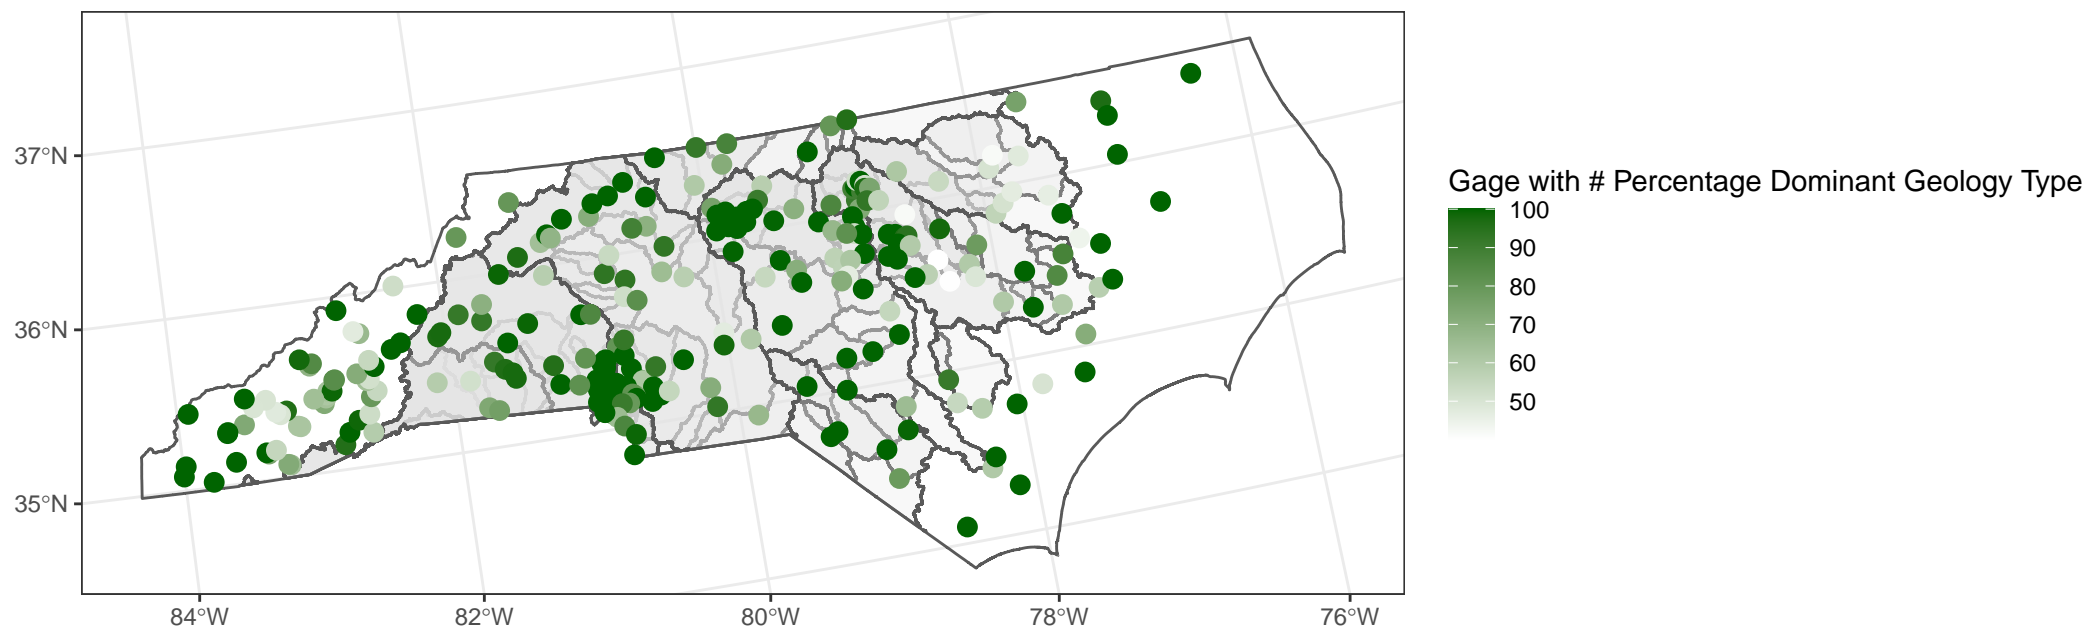 Gage with # Percentage Dominant Geology Type
100
90
80
70
60
50
37°N
36°N
35°N
84°W
82°W
80°W
78°W
76°W